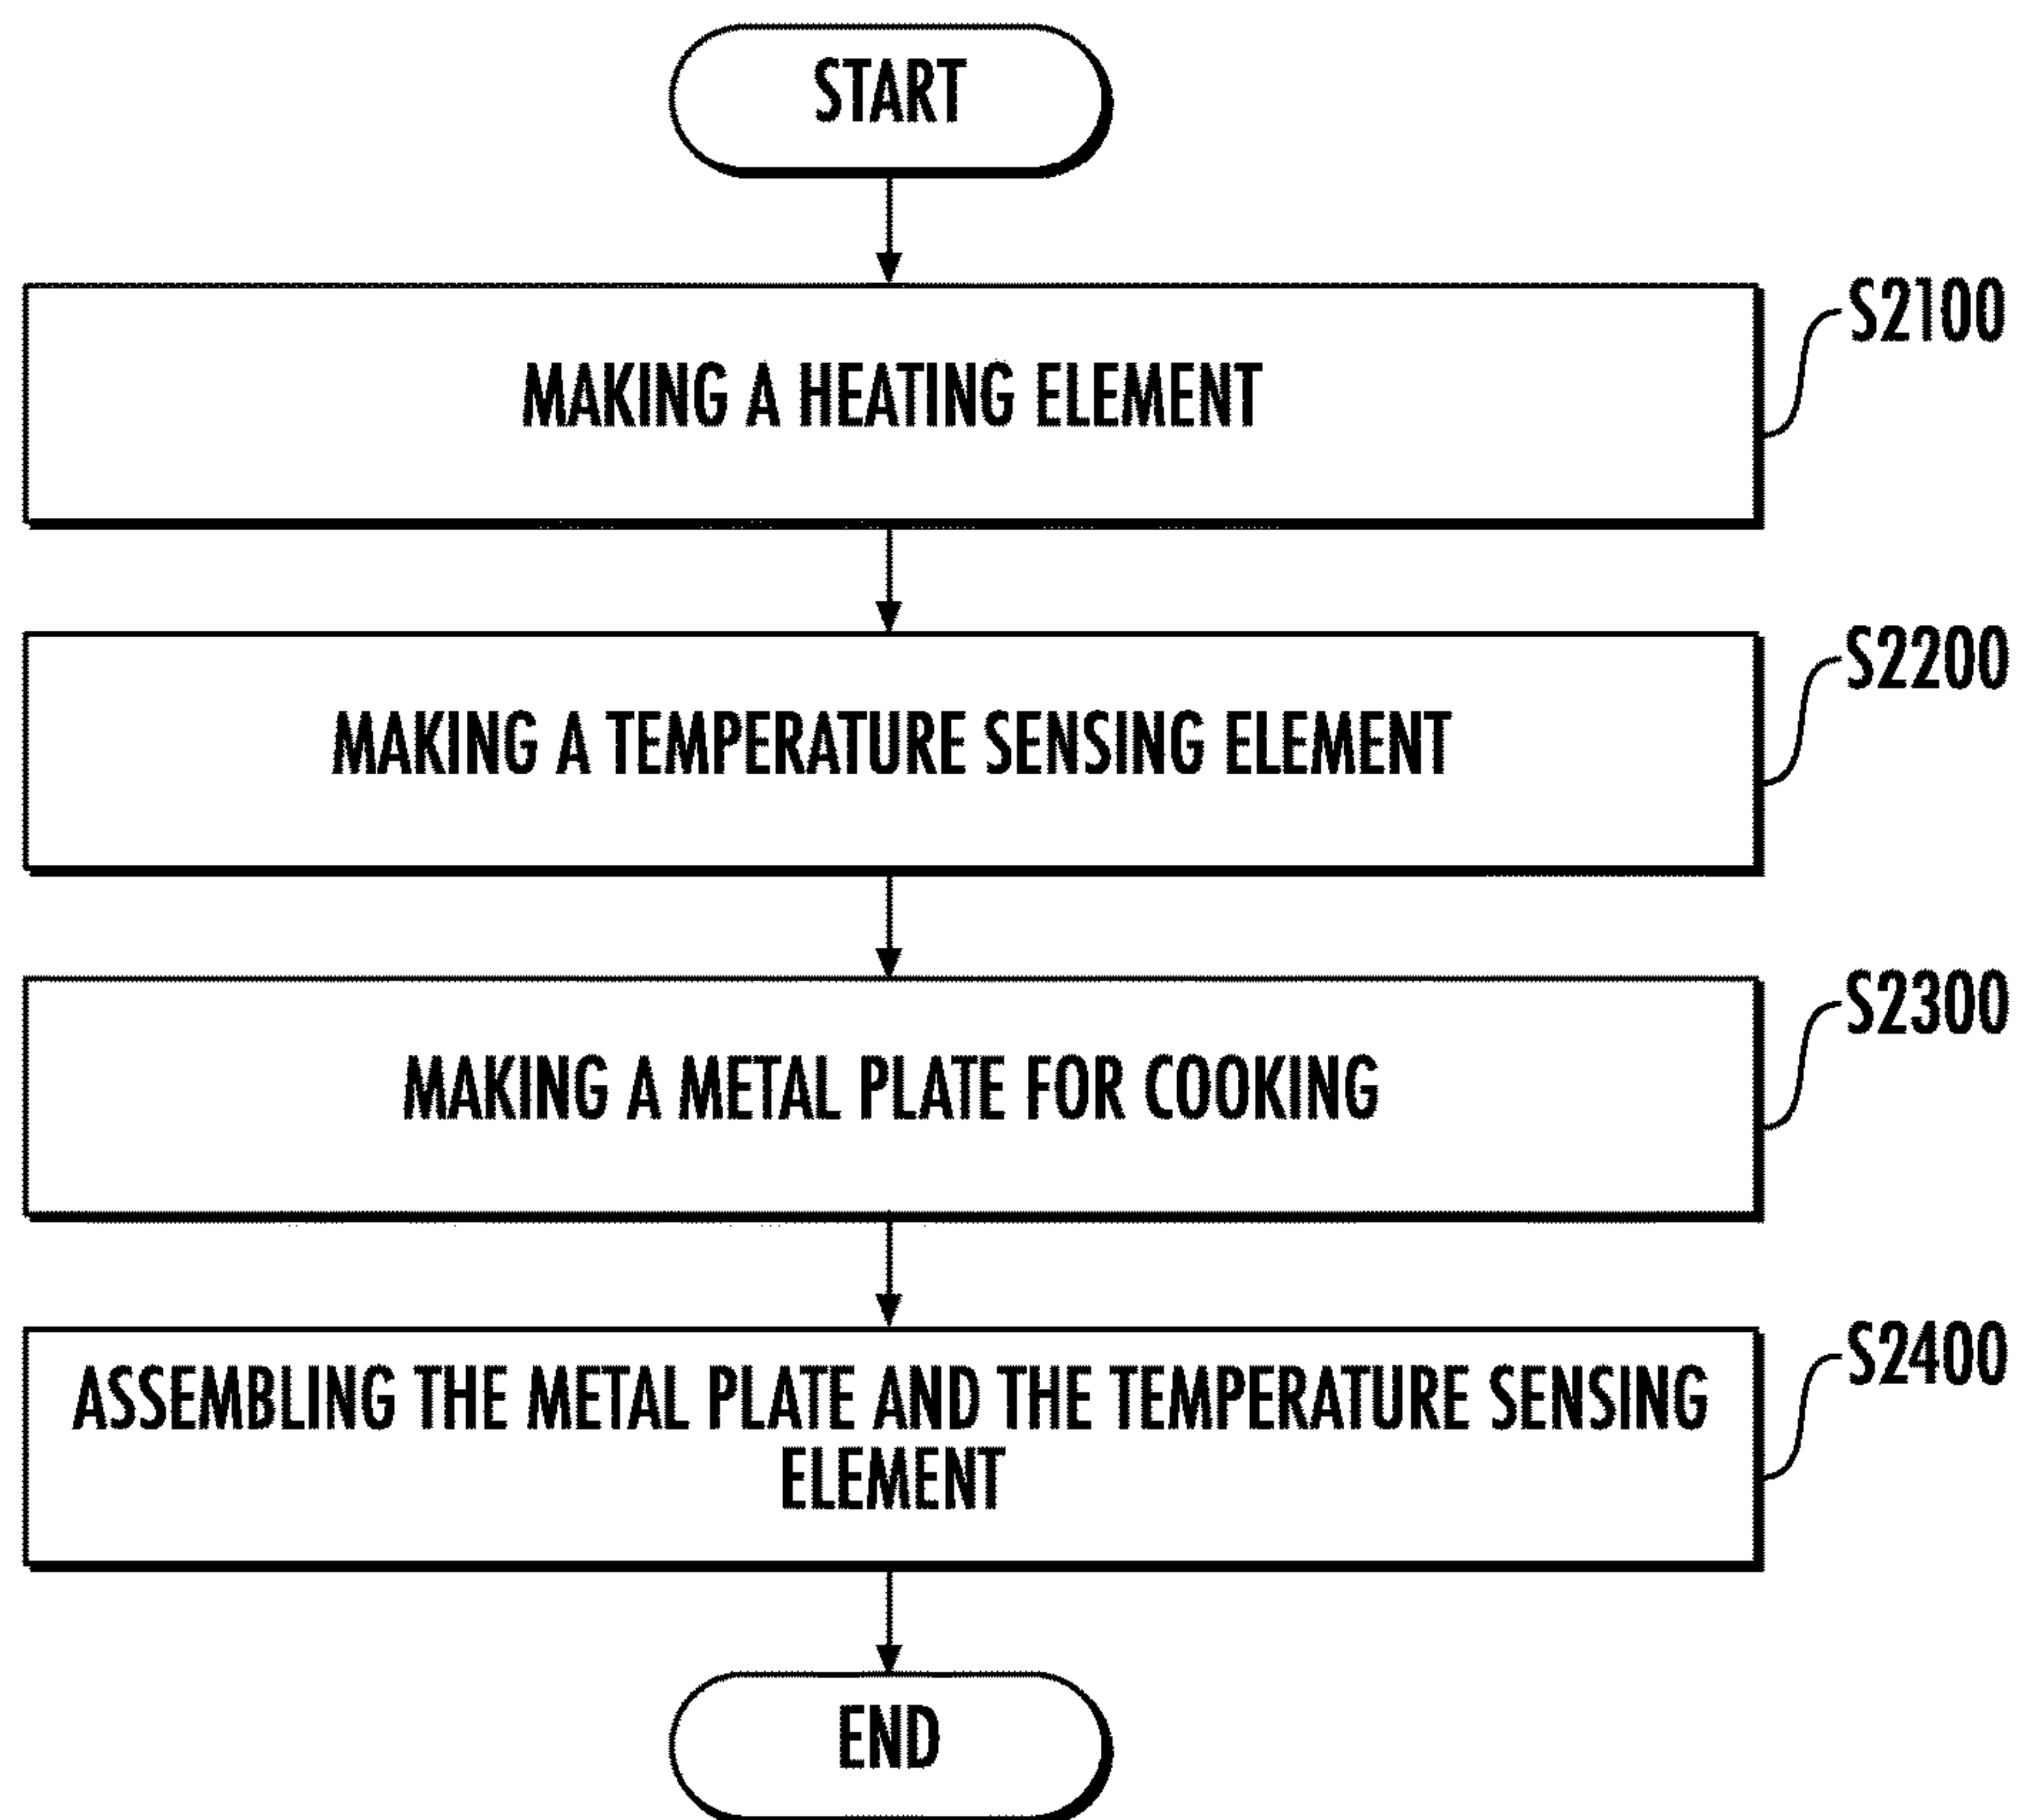 START
MAKING A HEATING ELEMENT
S2100
MAKING A TEMPERATURE SENSING ELEMENT
S2200
MAKING A METAL PLATE FOR COOKING
S2300
ASSEMBLING THE METAL PLATE AND THE TEMPERATURE SENSING
ELEMENT
S2400
END